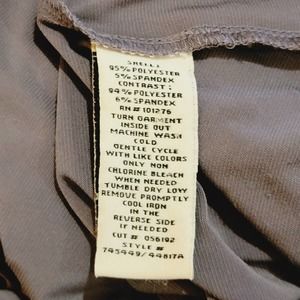 SHELL:
95% POLYESTER
5% SPANDEX
CONTRAST:
94% POLYESTER
6% SPANDEX
RN# 101276
TURN GARMENT
INSIDE OUT
MACHINE WASH
COLD
GENTLE CYCLE
WITH LIKE COLORS
ONLY NON
CHLORINE BLEACH
WHEN NEEDED
TUMBLE DRY LOW
REMOVE PROMPTLY
COOL IRON
IN THE
REVERSE SIDE
IF NEEDED
CUT # 056192
STYLE #
745449/44817A